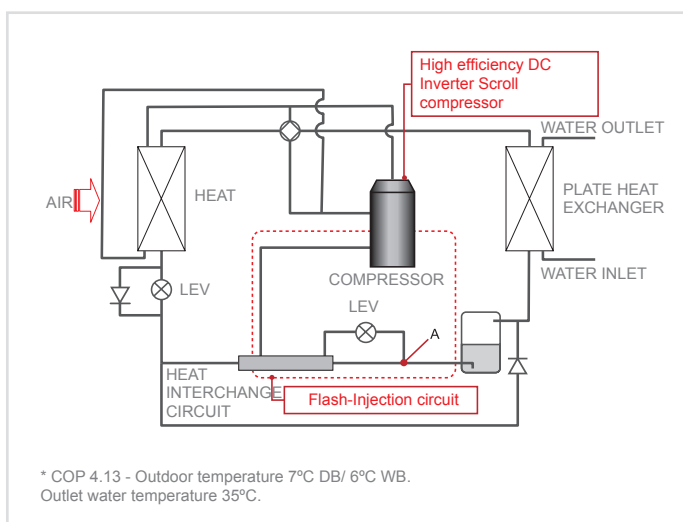 High efficiency DC
Inverter Scroll
compressor
WATER OUTLET
HEAT
PLATE HEAT
EXCHANGER
AIR
WATER INLET
COMPRESSOR
LEV
LEV
A
HEAT
INTERCHANGE
CIRCUIT
Flash-Injection circuit
* COP 4.13 - Outdoor temperature 7ºC DB/ 6ºC WB.
Outlet water temperature 35ºC.